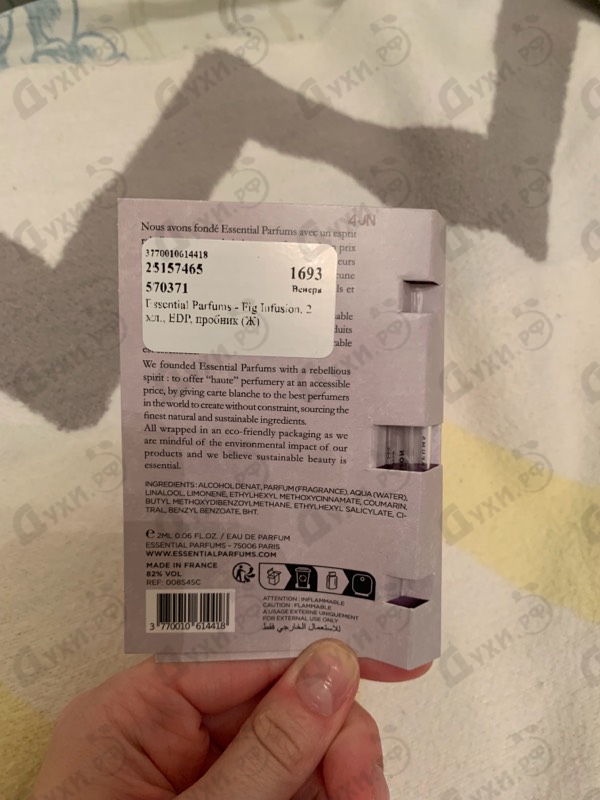 4JN
Nous avons fondé Essential Parfums avec un esprit
prix
eurs
3770010614418
25157465 1693
570371 Венера
Essential Parfums - Fig Infusion, 2
мл., EDP, пробник (Ж)
We founded Essential Parfums with a rebellious
spirit : to offer “haute” perfumery at an accessible
price, by giving carte blanche to the best perfumers
in the world to create without constraint, sourcing the
finest natural and sustainable ingredients.
All wrapped in an eco-friendly packaging as we
are mindful of the environmental impact of our
products and we believe sustainable beauty is
essential.
INGREDIENTS: ALCOHOL DENAT, PARFUM (FRAGRANCE), AQUA (WATER),
LINALOOL, LIMONENE, ETHYLHEXYL METHOXYCINNAMATE, COUMARIN,
BUTYL METHOXYDIBENZOYLMETHANE, ETHYLHEXYL SALICYLATE, CI-
TRAL, BENZYL BENZOATE, BHT.
℮ 2ML 0.06 FL.OZ / EAU DE PARFUM
ESSENTIAL PARFUMS – 75006 PARIS
WWW.ESSENTIALPARFUMS.COM
MADE IN FRANCE
82% VOL
REF: 00854SC
3 770010 614418
ATTENTION : INFLAMMABLE
CAUTION : FLAMMABLE
A USAGE EXTERNE UNIQUEMENT
FOR EXTERNAL USE ONLY
للاستعمال الخارجي فقط
Духи.рф